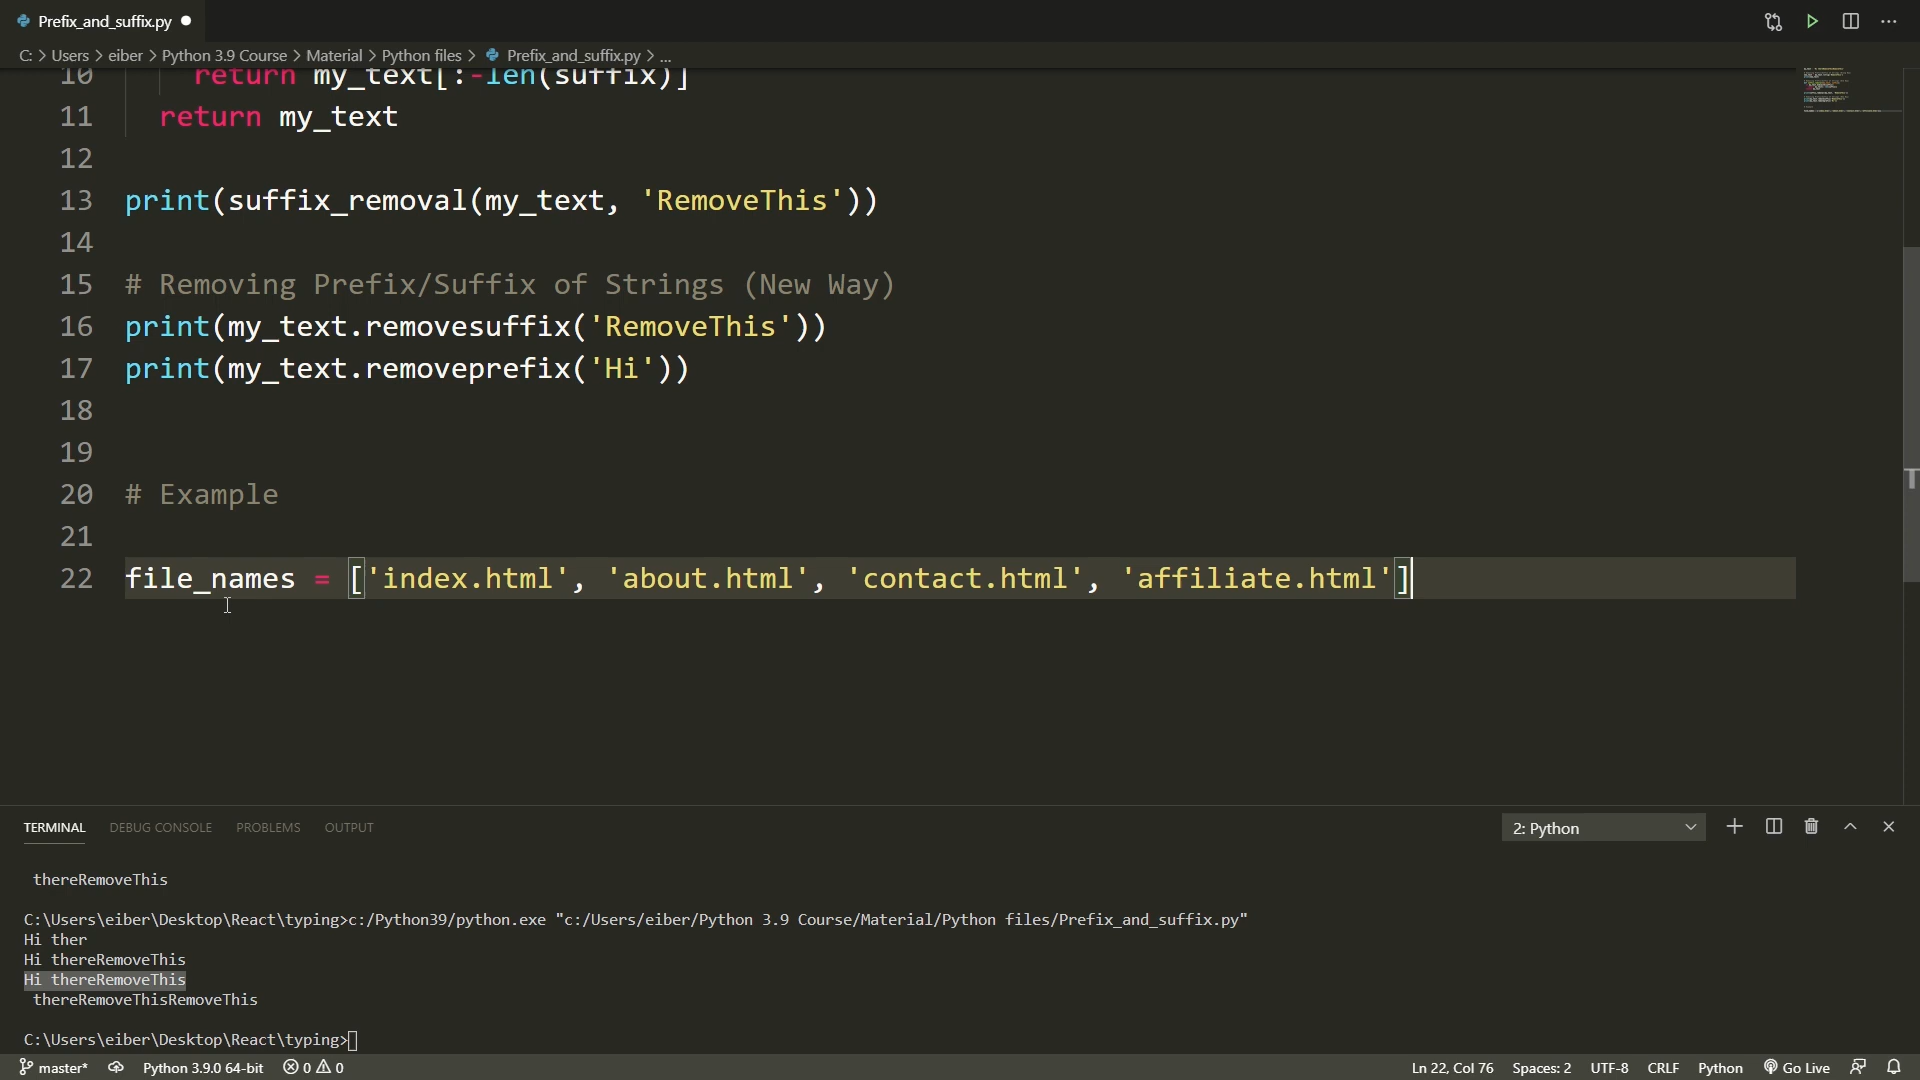 Prefix_and_suffix.py
C: > Users > eiber > Python 3.9 Course > Material > Python files > Prefix_and_suffix.py > ...
10 return my_text[:-len(suffix)]
11 return my_text
12
13 print(suffix_removal(my_text, 'RemoveThis'))
14
15 # Removing Prefix/Suffix of Strings (New Way)
16 print(my_text.removesuffix('RemoveThis'))
17 print(my_text.removeprefix('Hi'))
18
19
20 # Example
21
22 file_names = ['index.html', 'about.html', 'contact.html', 'affiliate.html']
TERMINAL DEBUG CONSOLE PROBLEMS OUTPUT 2: Python
thereRemoveThis
C:\Users\eiber\Desktop\React\typing>c:/Python39/python.exe "c:/Users/eiber/Python 3.9 Course/Material/Python files/Prefix_and_suffix.py"
Hi ther
Hi thereRemoveThis
Hi thereRemoveThis
thereRemoveThisRemoveThis
C:\Users\eiber\Desktop\React\typing>
master* Python 3.9.0 64-bit 0 0 Ln 22, Col 76 Spaces: 2 UTF-8 CRLF Python Go Live